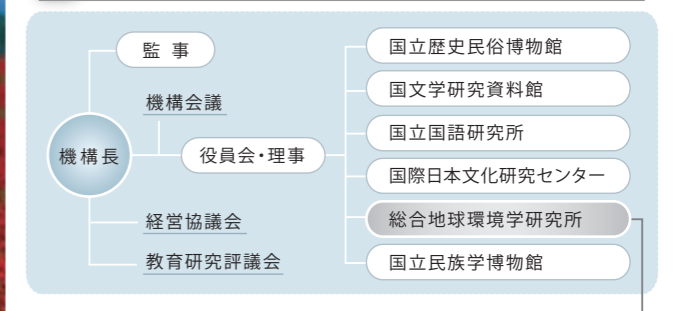 監 事
機構会議
機構長
役員会・理事
経営協議会
教育研究評議会
国立歴史民俗博物館
国文学研究資料館
国立国語研究所
国際日本文化研究センター
総合地球環境学研究所
国立民族学博物館